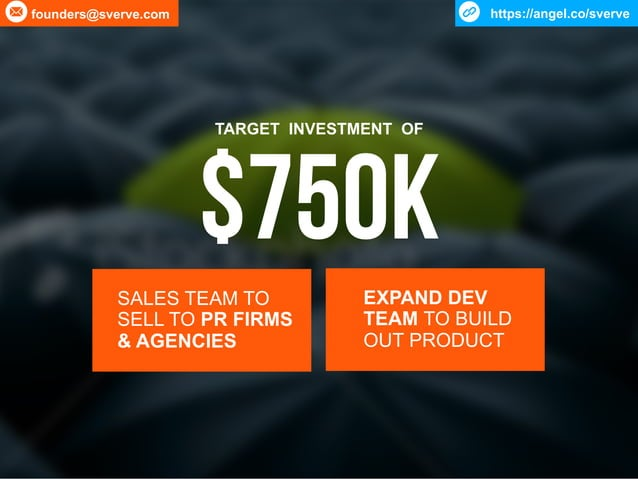 founders@sverve.com
https://angel.co/sverve
TARGET INVESTMENT OF
$750K
SALES TEAM TO
SELL TO PR FIRMS
& AGENCIES
EXPAND DEV
TEAM TO BUILD
OUT PRODUCT